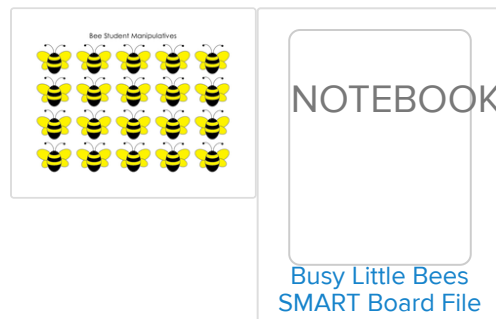 Bee Student Manipulatives
NOTEBOOK
Busy Little Bees
SMART Board File